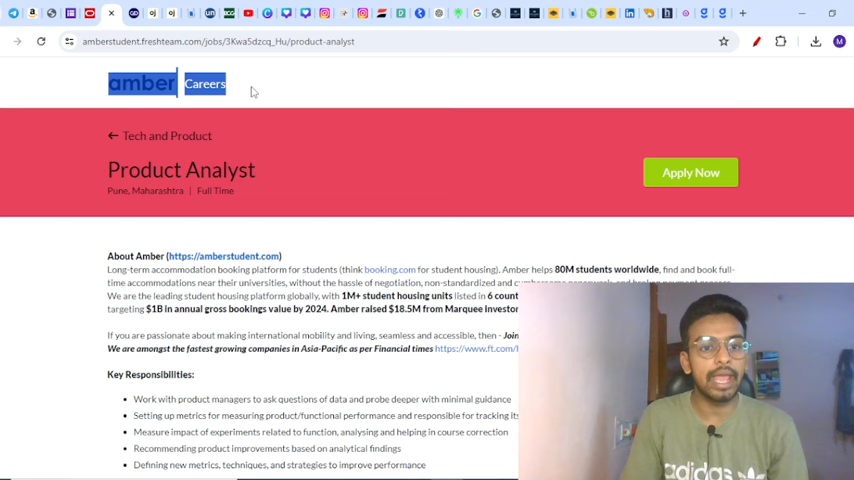 amberstudent.freshteam.com/jobs/3Kwa5dzcq_Hu/product-analyst
amber Careers
← Tech and Product
Product Analyst
Pune, Maharashtra | Full Time
Apply Now
About Amber (https://amberstudent.com)
Long-term accommodation booking platform for students (think booking.com for student housing). Amber helps 80M students worldwide, find and book full-
time accommodations near their universities, without the hassle of negotiation, non-standardized and cumbersome paperwork, and broken payment process.
We are the leading student housing platform globally, with 1M+ student housing units listed in 6
targeting $1B in annual gross bookings value by 2024. Amber raised $18.5M from Marquee
If you are passionate about making international mobility and living, seamless and accessible, then -
We are amongst the fastest growing companies in Asia-Pacific as per Financial times https://www.ft.com/
Key Responsibilities:
• Work with product managers to ask questions of data and probe deeper with minimal guidance
• Setting up metrics for measuring product/functional performance and responsible for tracking
• Measure impact of experiments related to function, analysing and helping in course correction
• Recommending product improvements based on analytical findings
• Defining new metrics, techniques, and strategies to improve performance
adidas